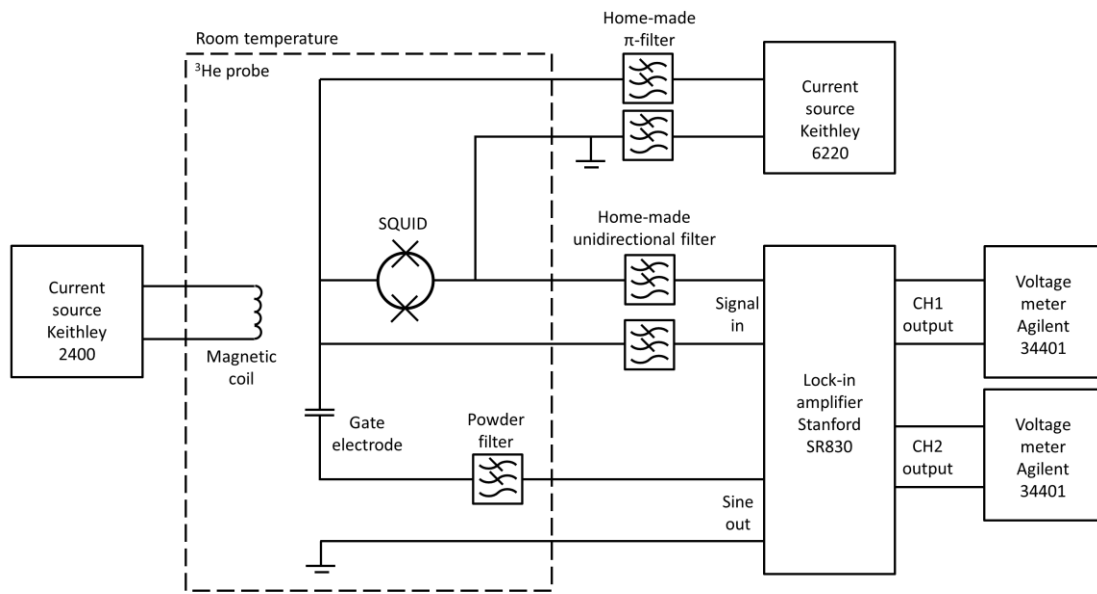 Home-made
π-filter
Room temperature
³He probe
Current
source
Keithley
6220
SQUID
Home-made
unidirectional filter
Current
source
Keithley
2400
Magnetic
coil
Signal
in
CH1
output
Voltage
meter
Agilent
34401
Lock-in
amplifier
Stanford
SR830
Gate
electrode
Powder
filter
CH2
output
Voltage
meter
Agilent
34401
Sine
out